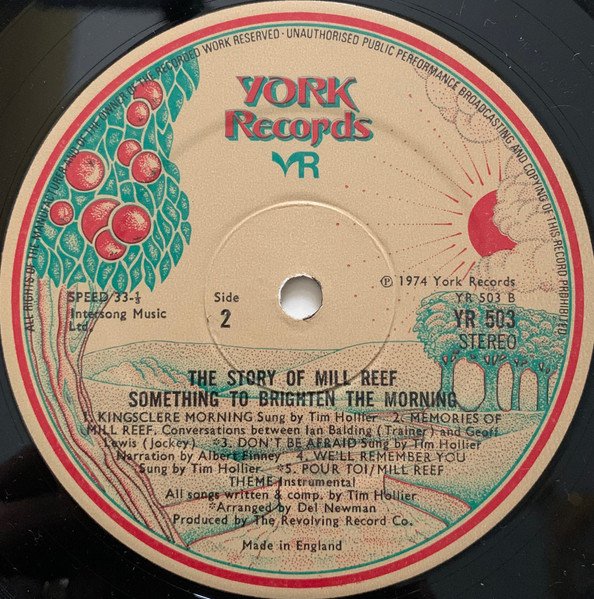 ALL RIGHTS OF THE MANUFACTURER AND OF THE OWNER OF THE RECORDED WORK RESERVED · UNAUTHORISED PUBLIC PERFORMANCE BROADCASTING AND COPYING OF THIS RECORD PROHIBITED
YORK
Records
YR
SPEED 33-⅓
Intersong Music
Ltd.
Side
2
℗ 1974 York Records
YR 503 B
YR 503
STEREO
THE STORY OF MILL REEF
SOMETHING TO BRIGHTEN THE MORNING
1. KINGSCLERE MORNING Sung by Tim Hollier · 2. MEMORIES OF
MILL REEF, Conversations between Ian Balding (Trainer) and Geoff
Lewis (Jockey) *3. DON'T BE AFRAID Sung by Tim Hollier
Narration by Albert Finney · 4. WE'LL REMEMBER YOU
Sung by Tim Hollier · *5. POUR TOI/MILL REEF
THEME Instrumental
All songs written & comp. by Tim Hollier
*Arranged by Del Newman
Produced by The Revolving Record Co.
Made in England